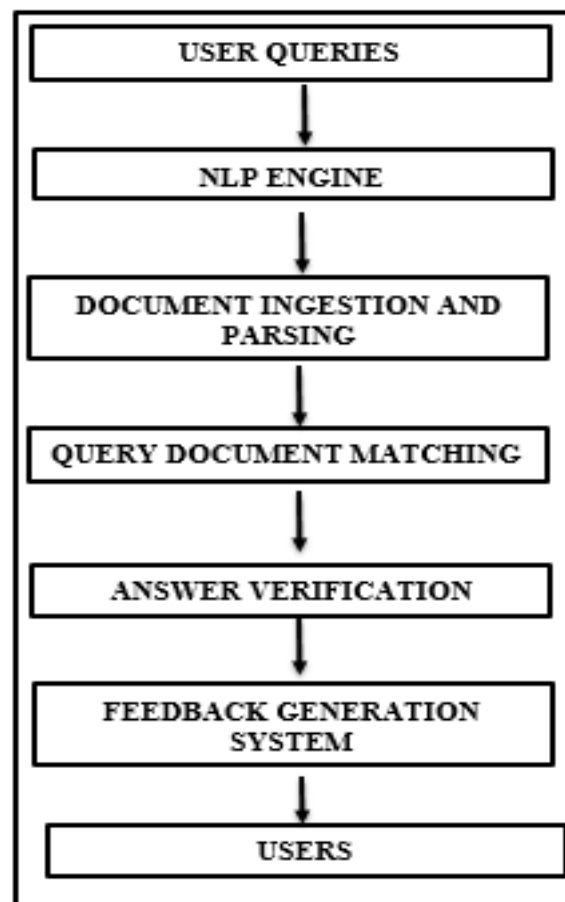 USER QUERIES
NLP ENGINE
DOCUMENT INGESTION AND
PARSING
QUERY DOCUMENT MATCHING
ANSWER VERIFICATION
FEEDBACK GENERATION
SYSTEM
USERS